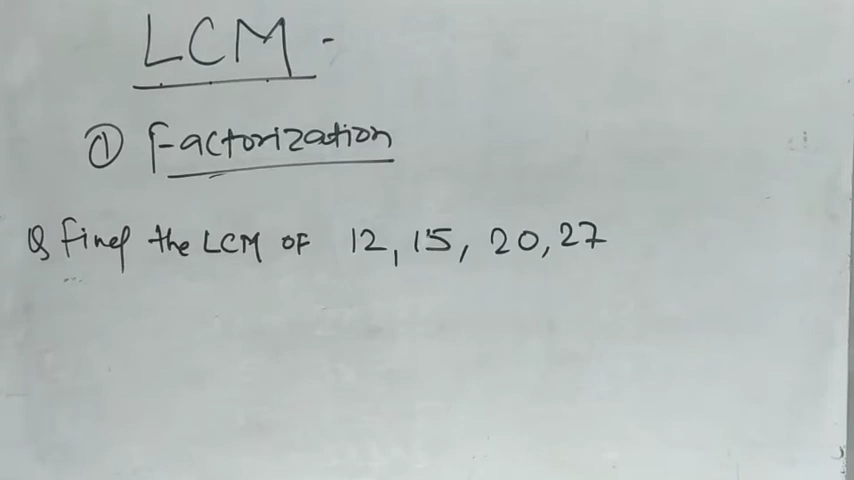 LCM -
① Factorization
Q find the LCM OF 12, 15, 20, 27